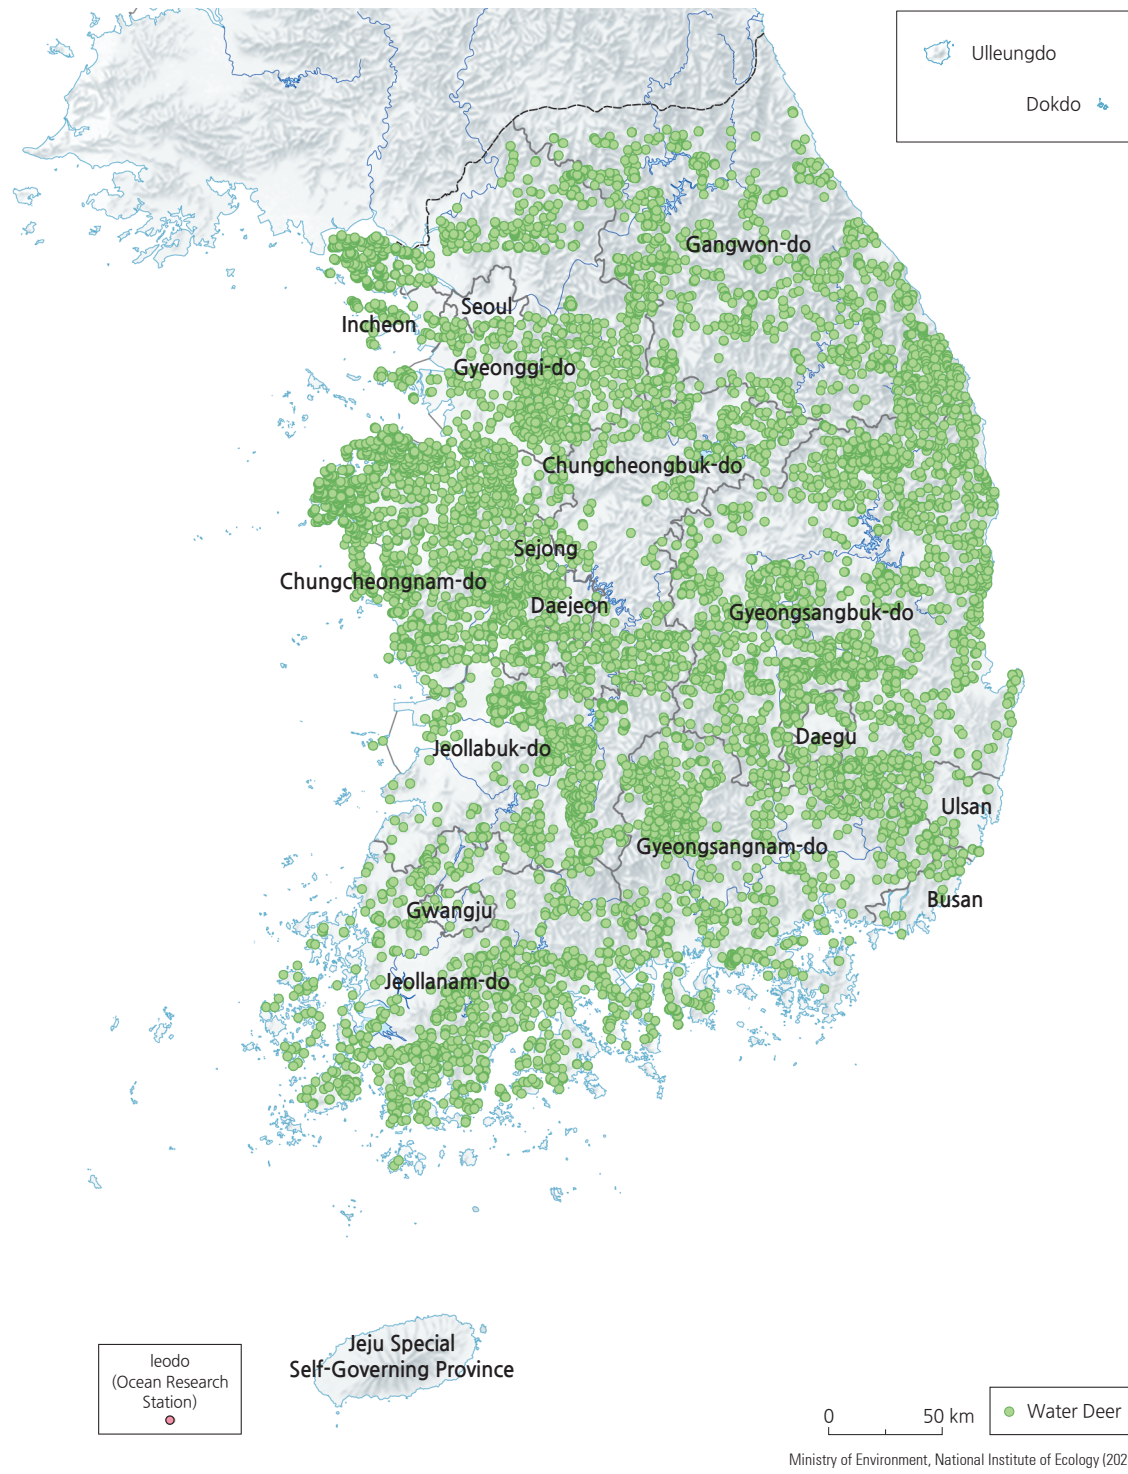 Ulleungdo
Dokdo
Gangwon-do
Seoul
Incheon
Gyeonggi-do
Chungcheongbuk-do
Sejong
Chungcheongnam-do
Daejeon
Gyeongsangbuk-do
Daegu
Jeollabuk-do
Ulsan
Gyeongsangnam-do
Busan
Gwangju
Jeollanam-do
Jeju Special
Self-Governing Province
Ieodo
(Ocean Research
Station)
0 50 km
Water Deer
Ministry of Environment, National Institute of Ecology (202